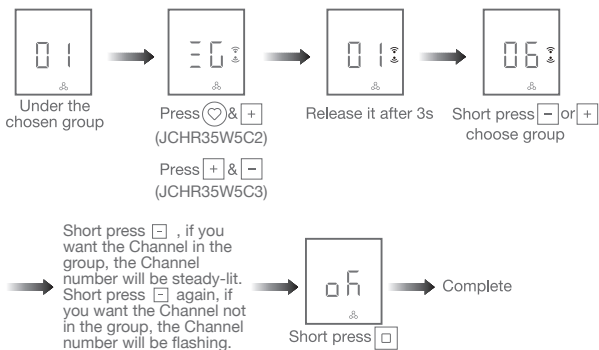 01
ΞG
01
06
Under the
chosen group
Press & +
(JCHR35W5C2)
Press + & -
(JCHR35W5C3)
Release it after 3s
Short press - or +
choose group
Short press - , if you
want the Channel in the
group, the Channel
number will be steady-lit.
Short press - again, if
you want the Channel not
in the group, the Channel
number will be flashing.
oK
Short press
Complete